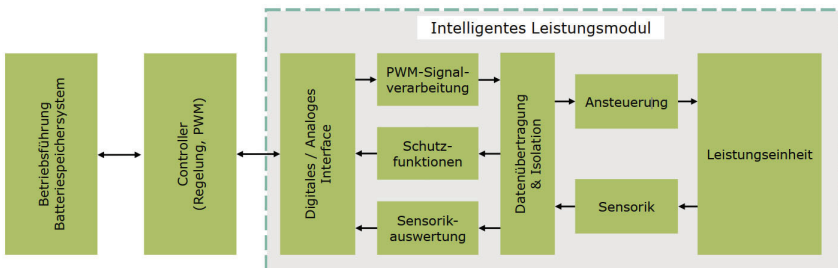 Intelligentes Leistungsmodul
Betriebsführung
Batteriespeichersystem
Controller
(Regelung, PWM)
Digitales / Analoges
Interface
PWM-Signal-
verarbeitung
Schutz-
funktionen
Sensorik-
auswertung
Datenübertragung
& Isolation
Ansteuerung
Sensorik
Leistungseinheit